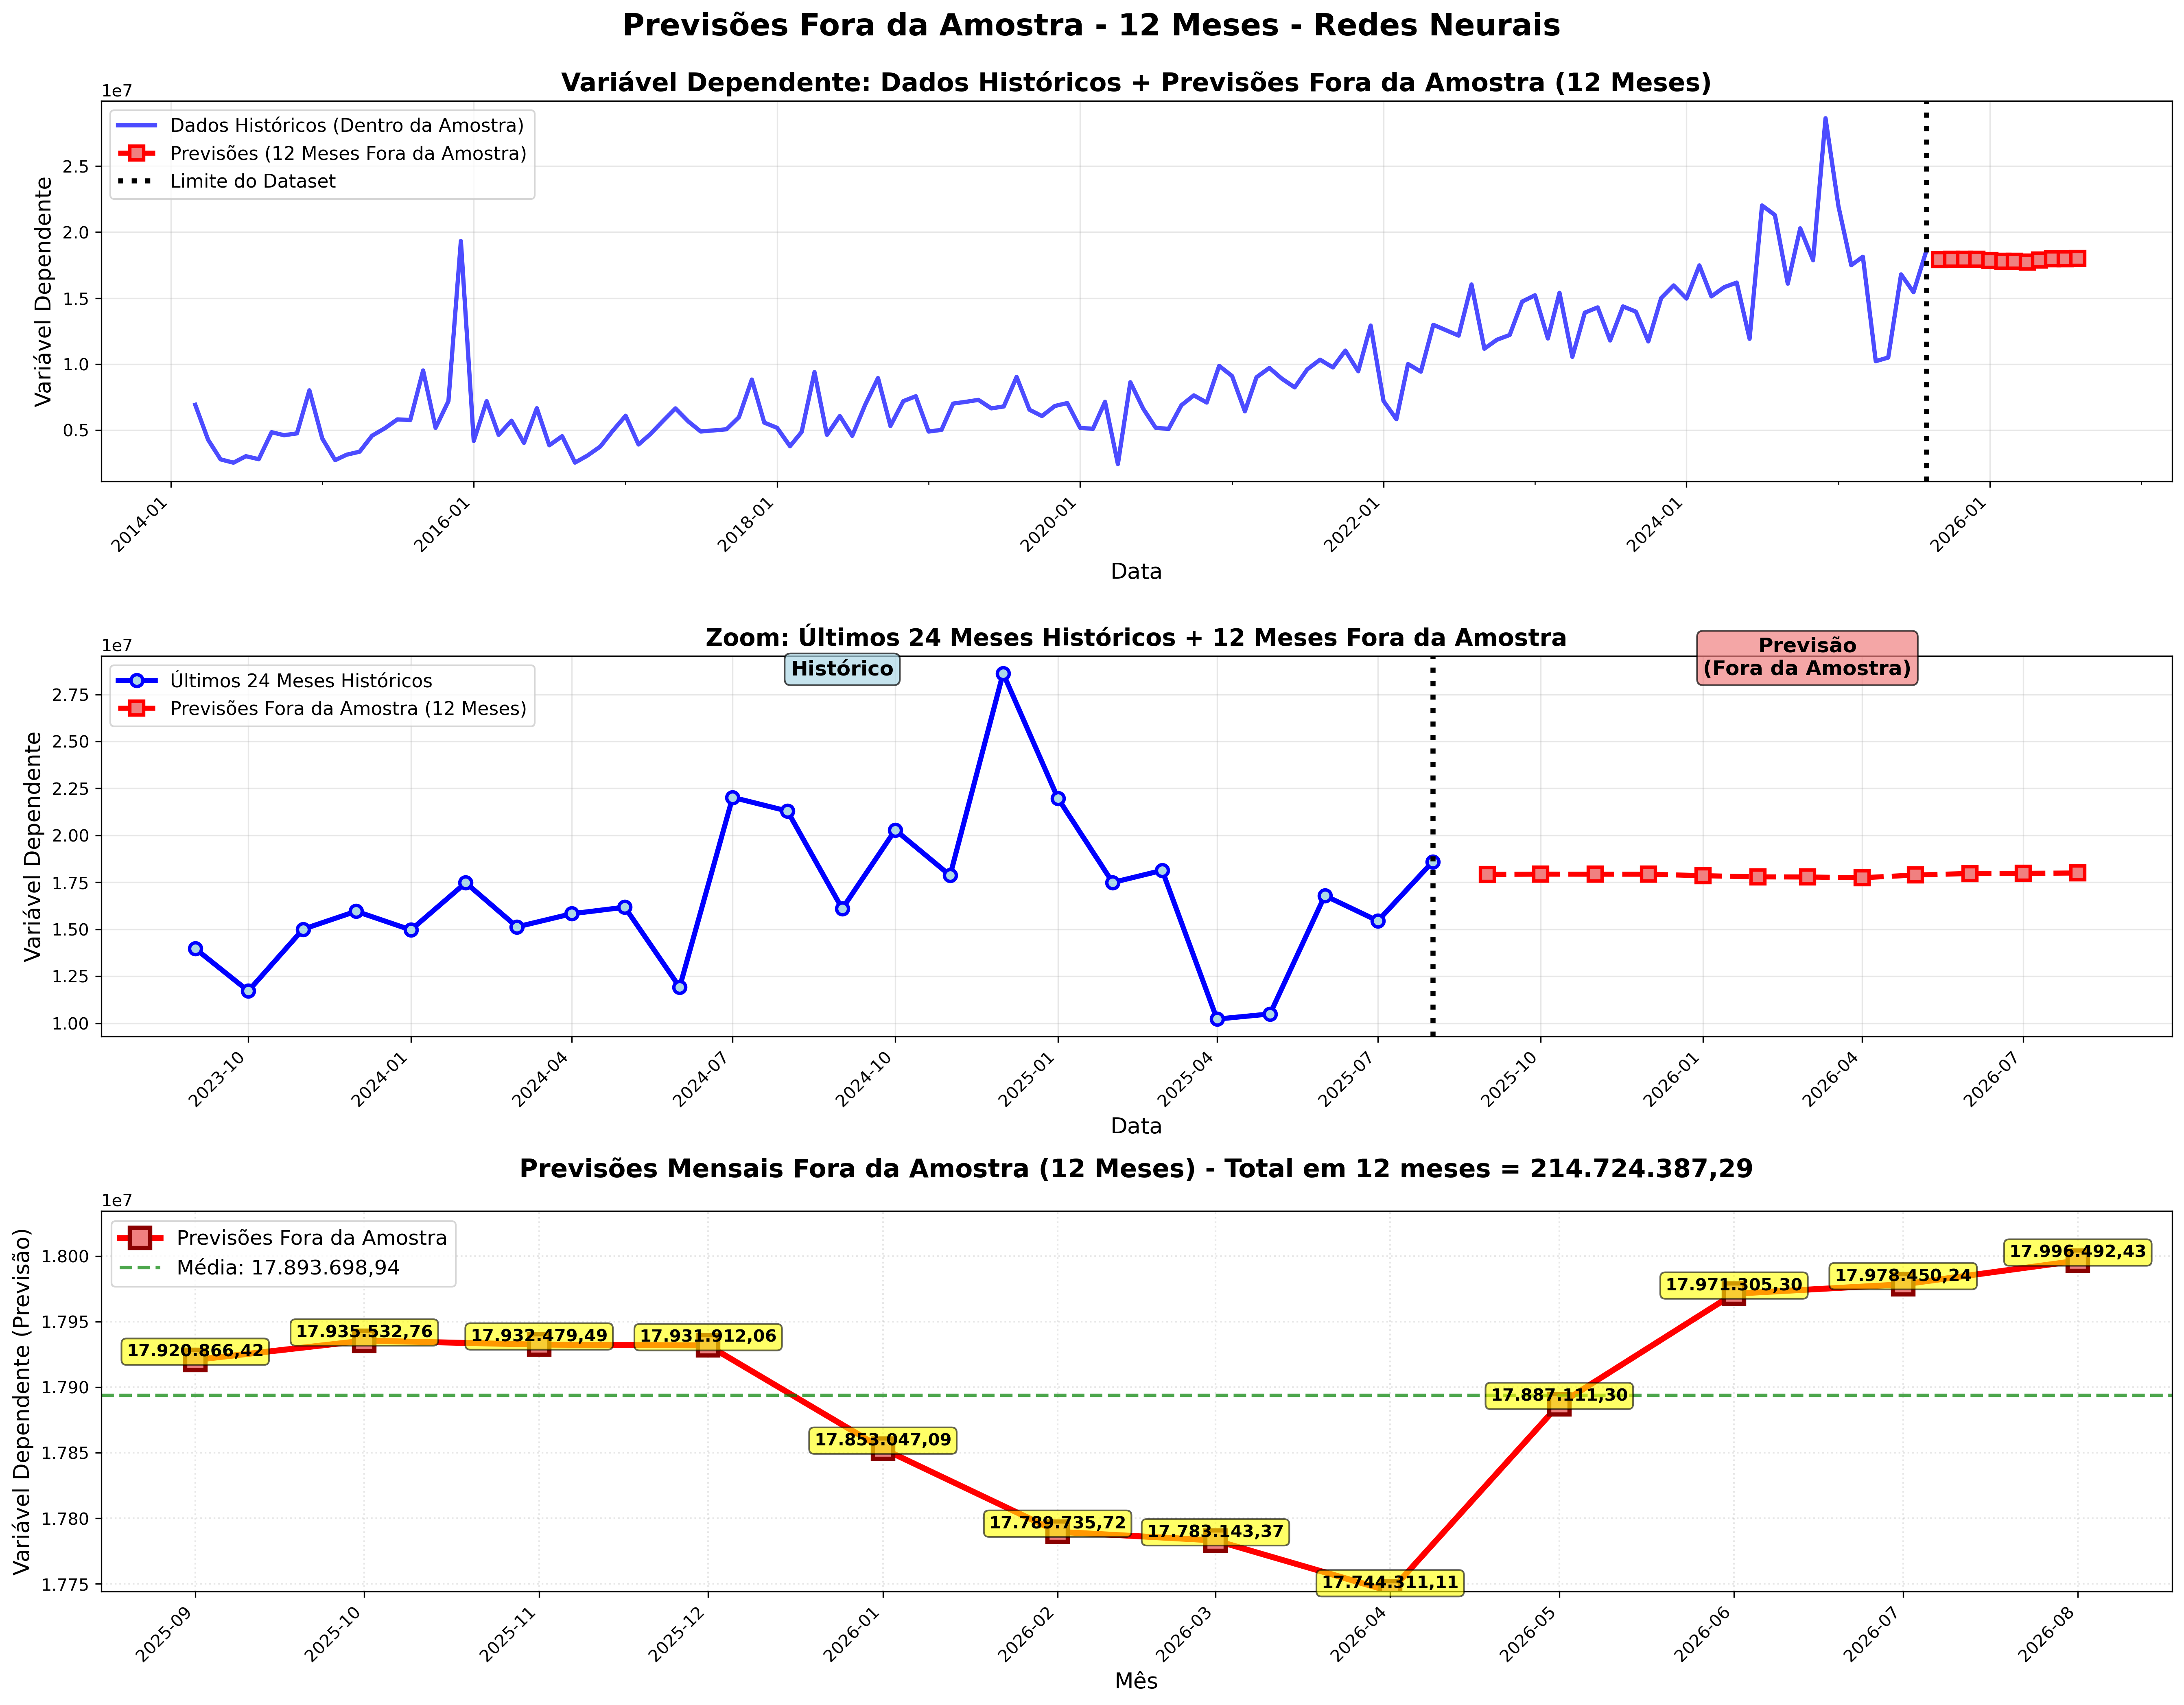 Previsões Fora da Amostra - 12 Meses - Redes Neurais
Variável Dependente: Dados Históricos + Previsões Fora da Amostra (12 Meses)
1e7
Dados Históricos (Dentro da Amostra)
Previsões (12 Meses Fora da Amostra)
Limite do Dataset
Variável Dependente
2.5
2.0
1.5
1.0
0.5
2014-01
2016-01
2018-01
2020-01
2022-01
2024-01
2026-01
Data
Zoom: Últimos 24 Meses Históricos + 12 Meses Fora da Amostra
1e7
Últimos 24 Meses Históricos
Previsões Fora da Amostra (12 Meses)
Histórico
Previsão
(Fora da Amostra)
Variável Dependente
2.75
2.50
2.25
2.00
1.75
1.50
1.25
1.00
2023-10
2024-01
2024-04
2024-07
2024-10
2025-01
2025-04
2025-07
2025-10
2026-01
2026-04
2026-07
Data
Previsões Mensais Fora da Amostra (12 Meses) - Total em 12 meses = 214.724.387,29
1e7
Previsões Fora da Amostra
Média: 17.893.698,94
Variável Dependente (Previsão)
1.800
1.795
1.790
1.785
1.780
1.775
17.920.866,42
17.935.532,76
17.932.479,49
17.931.912,06
17.853.047,09
17.789.735,72
17.783.143,37
17.744.311,11
17.887.111,30
17.971.305,30
17.978.450,24
17.996.492,43
2025-09
2025-10
2025-11
2025-12
2026-01
2026-02
2026-03
2026-04
2026-05
2026-06
2026-07
2026-08
Mês